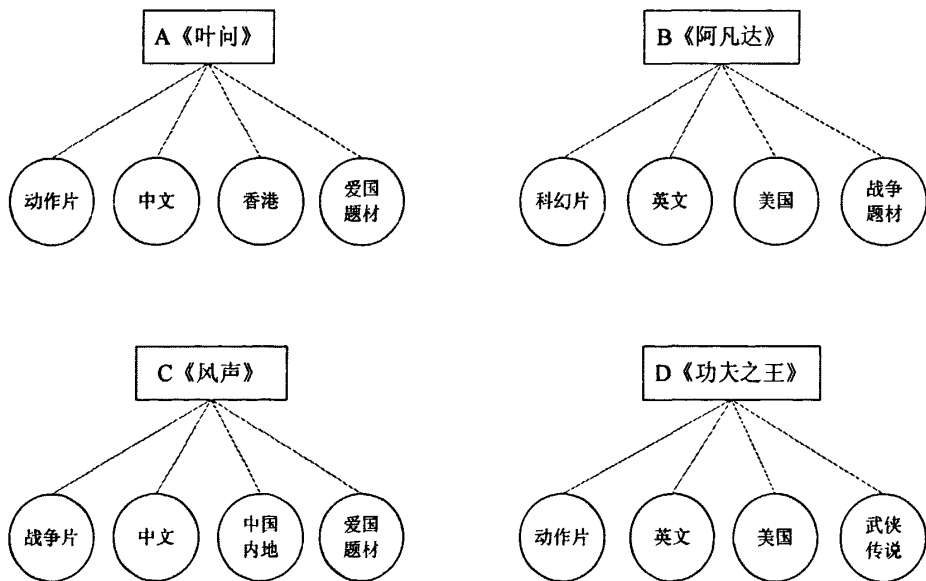 A《叶问》
B《阿凡达》
动作片
中文
香港
爱国
题材
科幻片
英文
美国
战争
题材
C《风声》
D《功夫之王》
战争片
中文
中国
内地
爱国
题材
动作片
英文
美国
武侠
传说